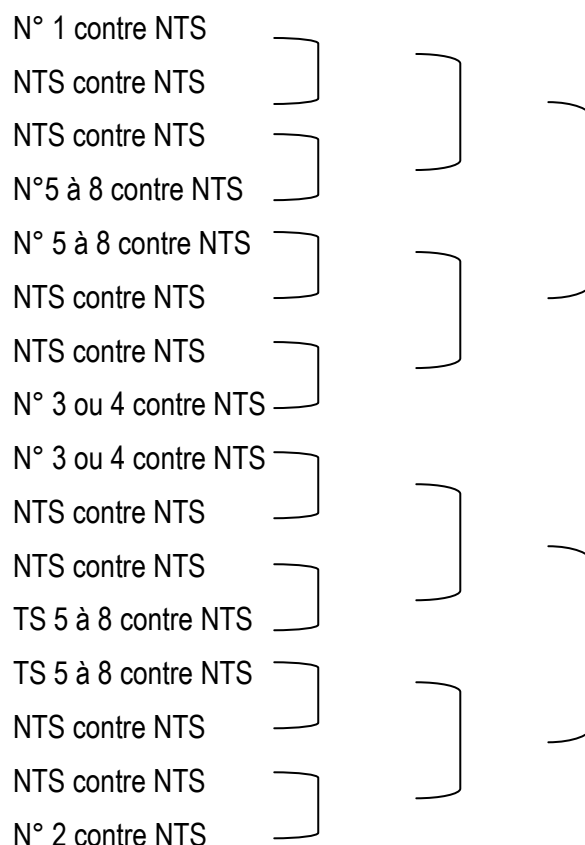 N° 1 contre NTS
NTS contre NTS
NTS contre NTS
N°5 à 8 contre NTS
N° 5 à 8 contre NTS
NTS contre NTS
NTS contre NTS
N° 3 ou 4 contre NTS
N° 3 ou 4 contre NTS
NTS contre NTS
NTS contre NTS
TS 5 à 8 contre NTS
TS 5 à 8 contre NTS
NTS contre NTS
NTS contre NTS
N° 2 contre NTS